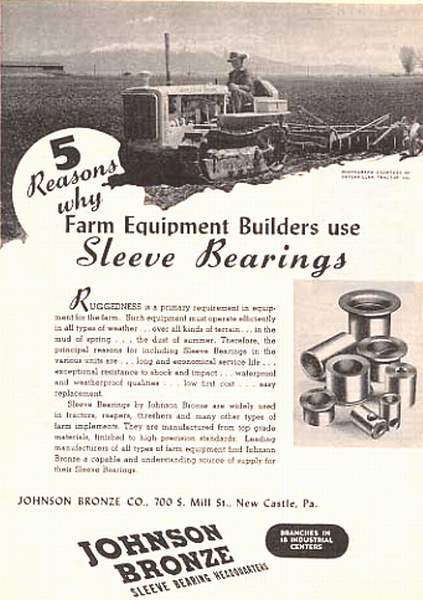 PHOTOGRAPH COURTESY OF
CATERPILLAR TRACTOR CO.
5
Reasons
why
Farm Equipment Builders use
Sleeve Bearings
RUGGEDNESS is a primary requirement in equip-
ment for the farm. Such equipment must operate efficiently
in all types of weather . . . over all kinds of terrain . . . in the
mud of spring . . . the dust of summer. Therefore, the
principal reasons for including Sleeve Bearings in the
various units are . . . long and economical service life . . .
exceptional resistance to shock and impact . . . waterproof
and weatherproof qualities . . . low first cost . . . easy
replacement.
Sleeve Bearings by Johnson Bronze are widely used
in tractors, reapers, threshers and many other types of
farm implements. They are manufactured from top grade
materials, finished to high precision standards. Leading
manufacturers of all types of farm equipment find Johnson
Bronze a capable and understanding source of supply for
their Sleeve Bearings.
JOHNSON BRONZE CO., 700 S. Mill St., New Castle, Pa.
JOHNSON
BRONZE
SLEEVE BEARING HEADQUARTERS
BRANCHES IN
18 INDUSTRIAL
CENTERS